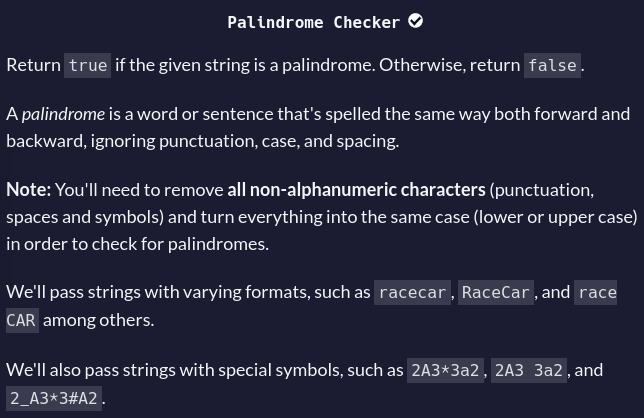 Palindrome Checker
Return true if the given string is a palindrome. Otherwise, return false.
A palindrome is a word or sentence that's spelled the same way both forward and
backward, ignoring punctuation, case, and spacing.
Note: You'll need to remove all non-alphanumeric characters (punctuation,
spaces and symbols) and turn everything into the same case (lower or upper case)
in order to check for palindromes.
We'll pass strings with varying formats, such as racecar, RaceCar, and race
CAR among others.
We'll also pass strings with special symbols, such as 2A3*3a2, 2A3 3a2, and
2_A3*3#A2.